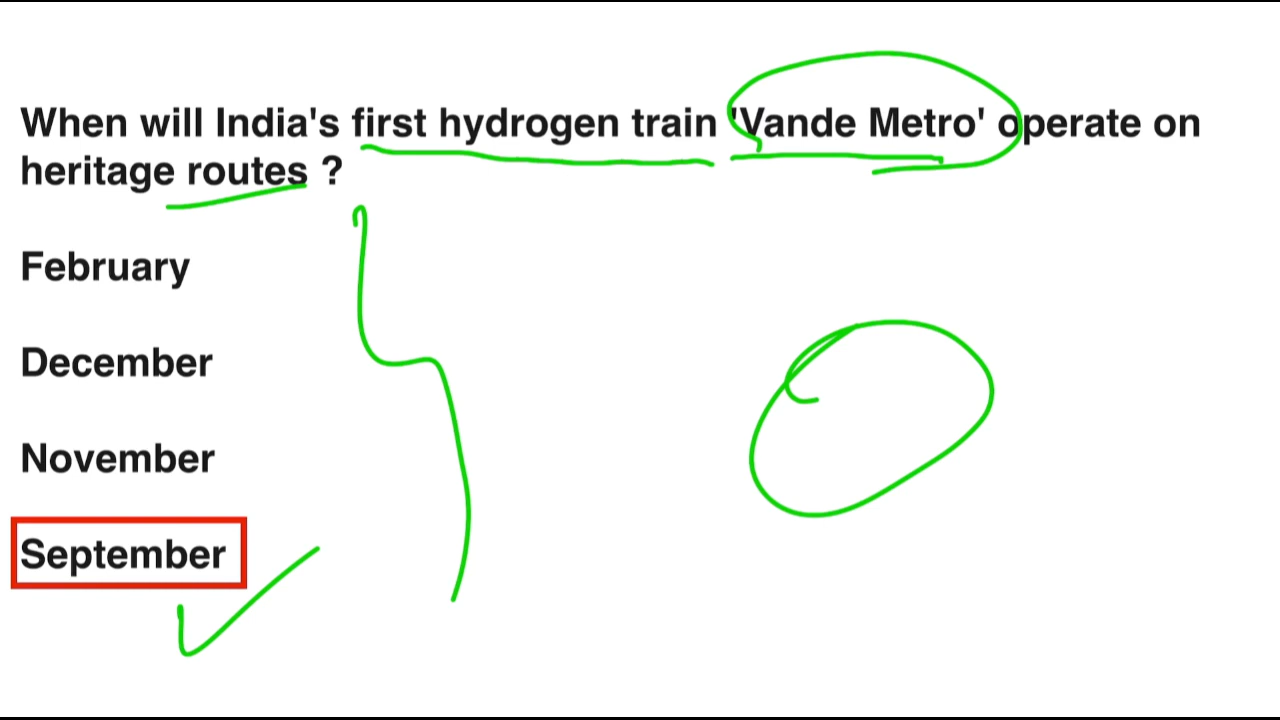 When will India's first hydrogen train 'Vande Metro' operate on
heritage routes ?
February
December
November
September